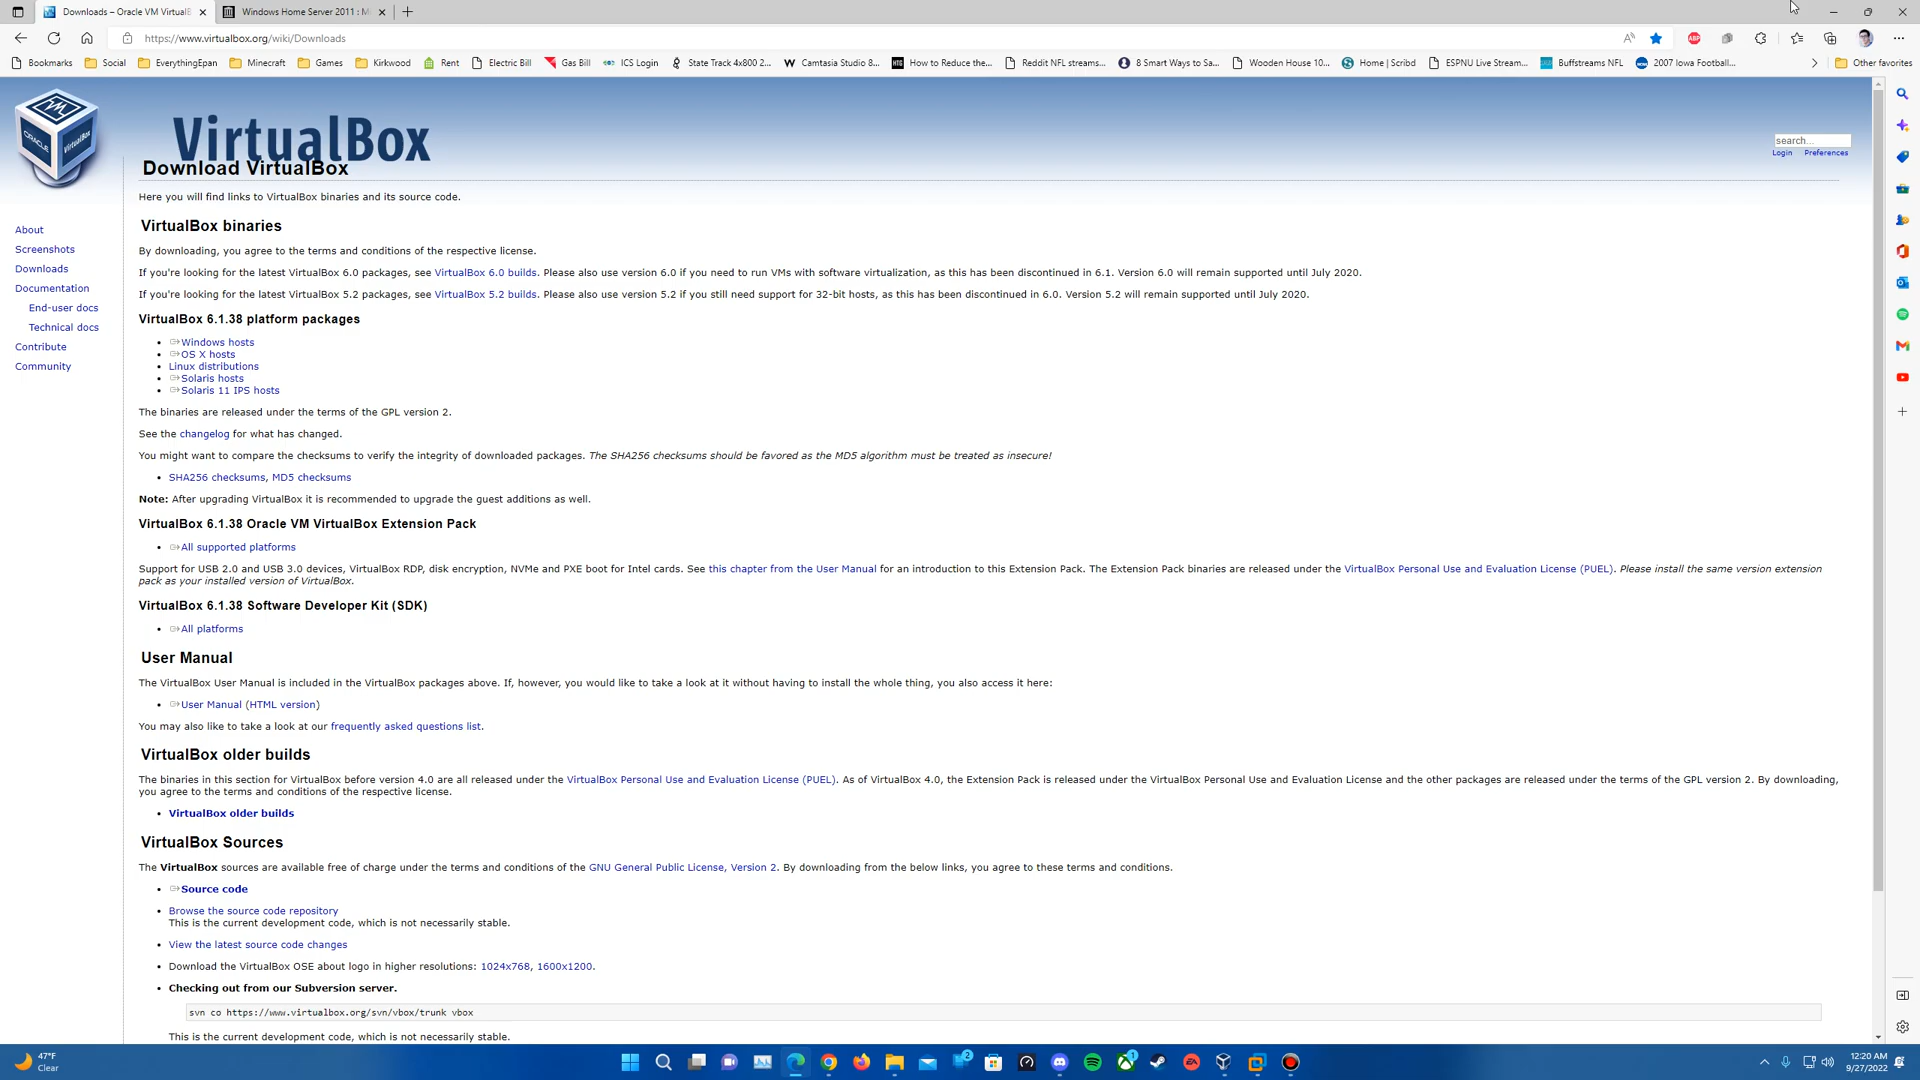 Downloads – Oracle VM VirtualB
Windows Home Server 2011 : M
https://www.virtualbox.org/wiki/Downloads
Bookmarks
Social
EverythingEpan
Minecraft
Games
Kirkwood
Rent
Electric Bill
Gas Bill
ICS Login
State Track 4x800 2...
Camtasia Studio 8...
How to Reduce the...
Reddit NFL streams...
8 Smart Ways to Sa...
Wooden House 10...
Home | Scribd
ESPNU Live Stream...
Buffstreams NFL
2007 Iowa Football...
Other favorites
ORACLE
VM
VirtualBox
VirtualBox
search...
Login
Preferences
Download VirtualBox
Here you will find links to VirtualBox binaries and its source code.
About
Screenshots
Downloads
Documentation
End-user docs
Technical docs
Contribute
Community
VirtualBox binaries
By downloading, you agree to the terms and conditions of the respective license.
If you're looking for the latest VirtualBox 6.0 packages, see VirtualBox 6.0 builds. Please also use version 6.0 if you need to run VMs with software virtualization, as this has been discontinued in 6.1. Version 6.0 will remain supported until July 2020.
If you're looking for the latest VirtualBox 5.2 packages, see VirtualBox 5.2 builds. Please also use version 5.2 if you still need support for 32-bit hosts, as this has been discontinued in 6.0. Version 5.2 will remain supported until July 2020.
VirtualBox 6.1.38 platform packages
• Windows hosts
• OS X hosts
• Linux distributions
• Solaris hosts
• Solaris 11 IPS hosts
The binaries are released under the terms of the GPL version 2.
See the changelog for what has changed.
You might want to compare the checksums to verify the integrity of downloaded packages. The SHA256 checksums should be favored as the MD5 algorithm must be treated as insecure!
• SHA256 checksums, MD5 checksums
Note: After upgrading VirtualBox it is recommended to upgrade the guest additions as well.
VirtualBox 6.1.38 Oracle VM VirtualBox Extension Pack
• All supported platforms
Support for USB 2.0 and USB 3.0 devices, VirtualBox RDP, disk encryption, NVMe and PXE boot for Intel cards. See this chapter from the User Manual for an introduction to this Extension Pack. The Extension Pack binaries are released under the VirtualBox Personal Use and Evaluation License (PUEL). Please install the same version extension
pack as your installed version of VirtualBox.
VirtualBox 6.1.38 Software Developer Kit (SDK)
• All platforms
User Manual
The VirtualBox User Manual is included in the VirtualBox packages above. If, however, you would like to take a look at it without having to install the whole thing, you also access it here:
• User Manual (HTML version)
You may also like to take a look at our frequently asked questions list.
VirtualBox older builds
The binaries in this section for VirtualBox before version 4.0 are all released under the VirtualBox Personal Use and Evaluation License (PUEL). As of VirtualBox 4.0, the Extension Pack is released under the VirtualBox Personal Use and Evaluation License and the other packages are released under the terms of the GPL version 2. By downloading,
you agree to the terms and conditions of the respective license.
• VirtualBox older builds
VirtualBox Sources
The VirtualBox sources are available free of charge under the terms and conditions of the GNU General Public License, Version 2. By downloading from the below links, you agree to these terms and conditions.
• Source code
• Browse the source code repository
This is the current development code, which is not necessarily stable.
• View the latest source code changes
• Download the VirtualBox OSE about logo in higher resolutions: 1024x768, 1600x1200.
• Checking out from our Subversion server.
svn co https://www.virtualbox.org/svn/vbox/trunk vbox
This is the current development code, which is not necessarily stable.
47°F
Clear
12:20 AM
9/27/2022